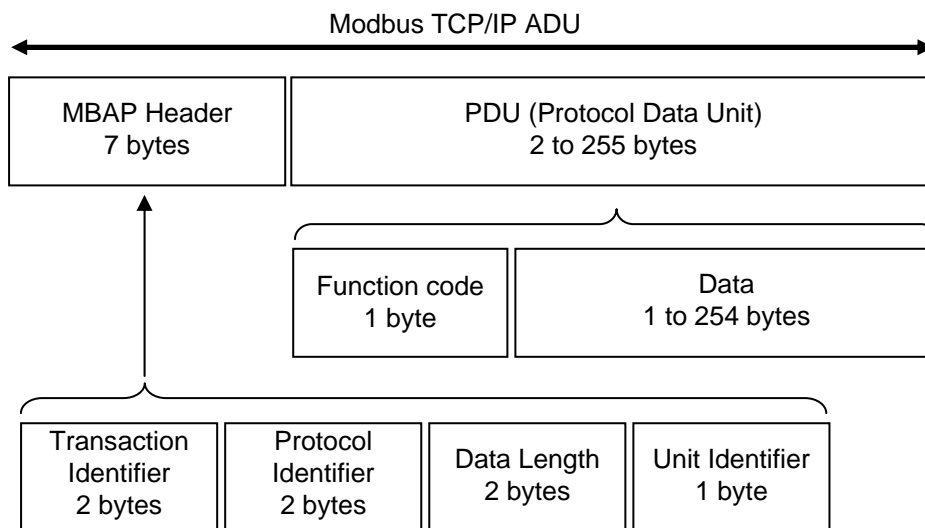 Modbus TCP/IP ADU
MBAP Header
7 bytes
PDU (Protocol Data Unit)
2 to 255 bytes
Function code
1 byte
Data
1 to 254 bytes
Transaction
Identifier
2 bytes
Protocol
Identifier
2 bytes
Data Length
2 bytes
Unit Identifier
1 byte